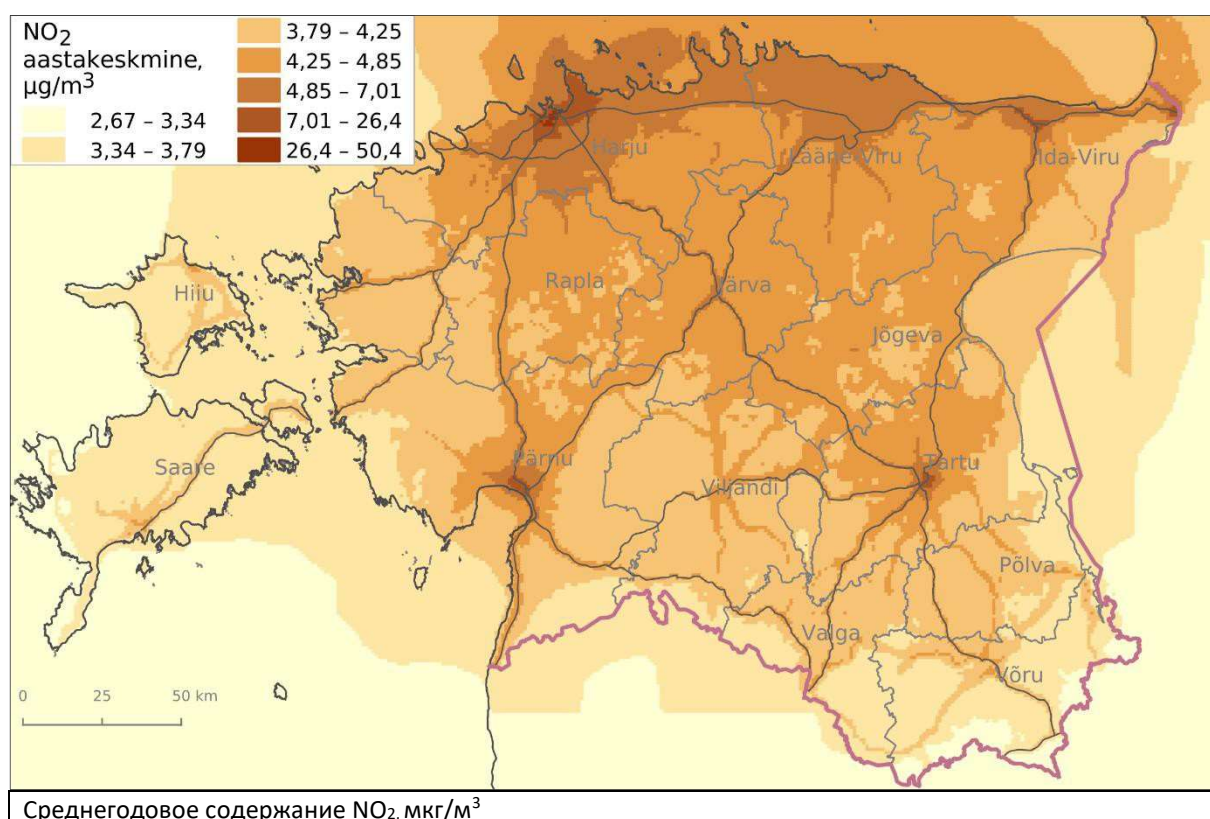 NO2
aastakeskmine,
µg/m3
2,67 – 3,34
3,34 – 3,79
3,79 – 4,25
4,25 – 4,85
4,85 – 7,01
7,01 – 26,4
26,4 – 50,4
Harju
Lääne-Viru
Ida-Viru
Hiiu
Rapla
Järva
Jõgeva
Saare
Pärnu
Viljandi
Tartu
Põlva
Valga
Võru
0 25 50 km
Среднегодовое содержание NO2, мкг/м3